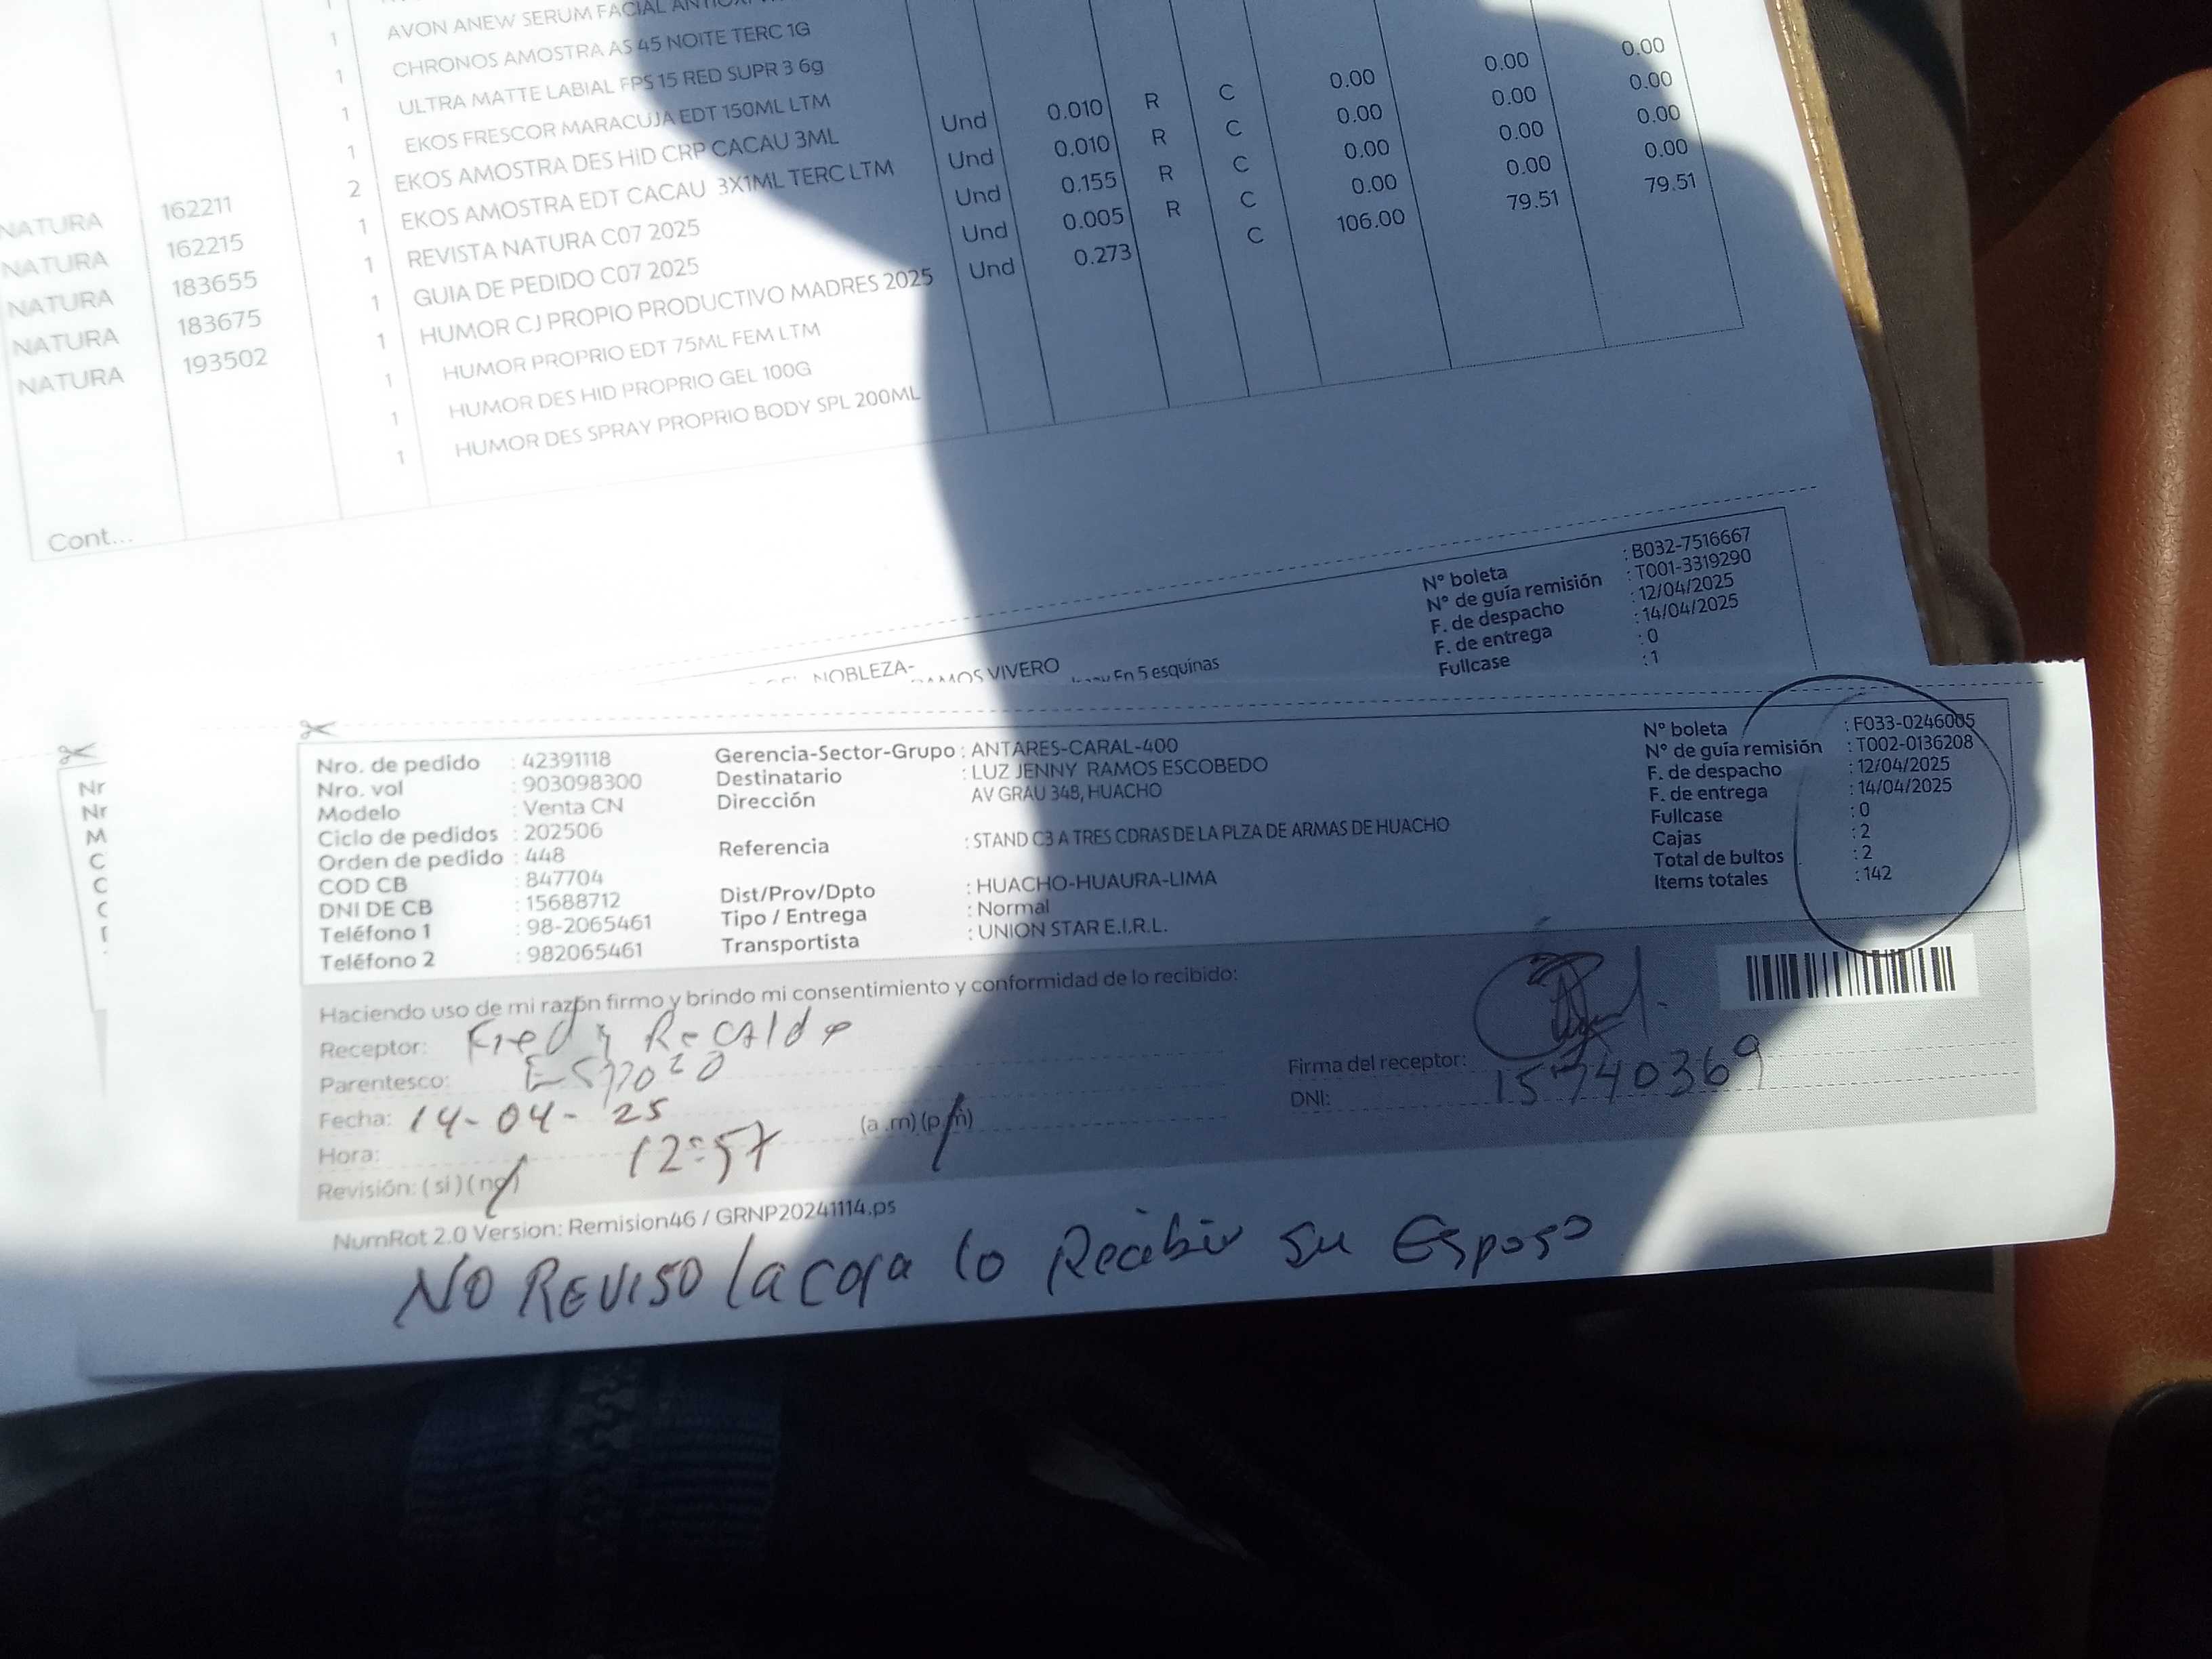 1 AVON ANEW SERUM FACIAL
1 CHRONOS AMOSTRA AS 45 NOITE TERC 1G
1 ULTRA MATTE LABIAL FPS 15 RED SUPR 3 6g
1 EKOS FRESCOR MARACUJA EDT 150ML LTM
NATURA 162211 2 EKOS AMOSTRA DES HID CRP CACAU 3ML Und 0.010 R C 0.00 0.00 0.00
NATURA 162215 1 EKOS AMOSTRA EDT CACAU 3X1ML TERC LTM Und 0.010 R C 0.00 0.00 0.00
NATURA 183655 1 REVISTA NATURA C07 2025 Und 0.155 R C 0.00 0.00 0.00
NATURA 183675 1 GUIA DE PEDIDO C07 2025 Und 0.005 R C 0.00 0.00 0.00
NATURA 193502 1 HUMOR CJ PROPIO PRODUCTIVO MADRES 2025 Und 0.273 C 106.00 79.51 79.51
1 HUMOR PROPRIO EDT 75ML FEM LTM
1 HUMOR DES HID PROPRIO GEL 100G
1 HUMOR DES SPRAY PROPRIO BODY SPL 200ML
Cont...
N° boleta : B032-7516667
N° de guía remisión : T001-3319290
F. de despacho : 12/04/2025
F. de entrega : 14/04/2025
Fullcase : 0
: 1
NOBLEZA-
RAMOS VIVERO
En 5 esquinas
Nro. de pedido : 42391118 Gerencia-Sector-Grupo : ANTARES-CARAL-400 N° boleta : F033-0246005
Nro. vol : 903098300 Destinatario : LUZ JENNY RAMOS ESCOBEDO N° de guía remisión : T002-0136208
Modelo : Venta CN Dirección AV GRAU 348, HUACHO F. de despacho : 12/04/2025
Ciclo de pedidos : 202506 F. de entrega : 14/04/2025
Orden de pedido : 448 Referencia : STAND C3 A TRES CDRAS DE LA PLZA DE ARMAS DE HUACHO Fullcase : 0
COD CB : 847704 Cajas : 2
DNI DE CB : 15688712 Dist/Prov/Dpto : HUACHO-HUAURA-LIMA Total de bultos : 2
Teléfono 1 : 98-2065461 Tipo / Entrega : Normal Items totales : 142
Teléfono 2 : 982065461 Transportista : UNION STAR E.I.R.L.
Haciendo uso de mi razón firmo y brindo mi consentimiento y conformidad de lo recibido:
Receptor: Fredy Recalde
Parentesco: Esposo Firma del receptor:
Fecha: 14-04-25 DNI: 15740369
Hora: 12:57 (a.m)(p.m)
Revisión: (si)(no)
NumRot 2.0 Version: Remision46 / GRNP20241114.ps
NO REVISO la caja lo Recibio Su Esposo